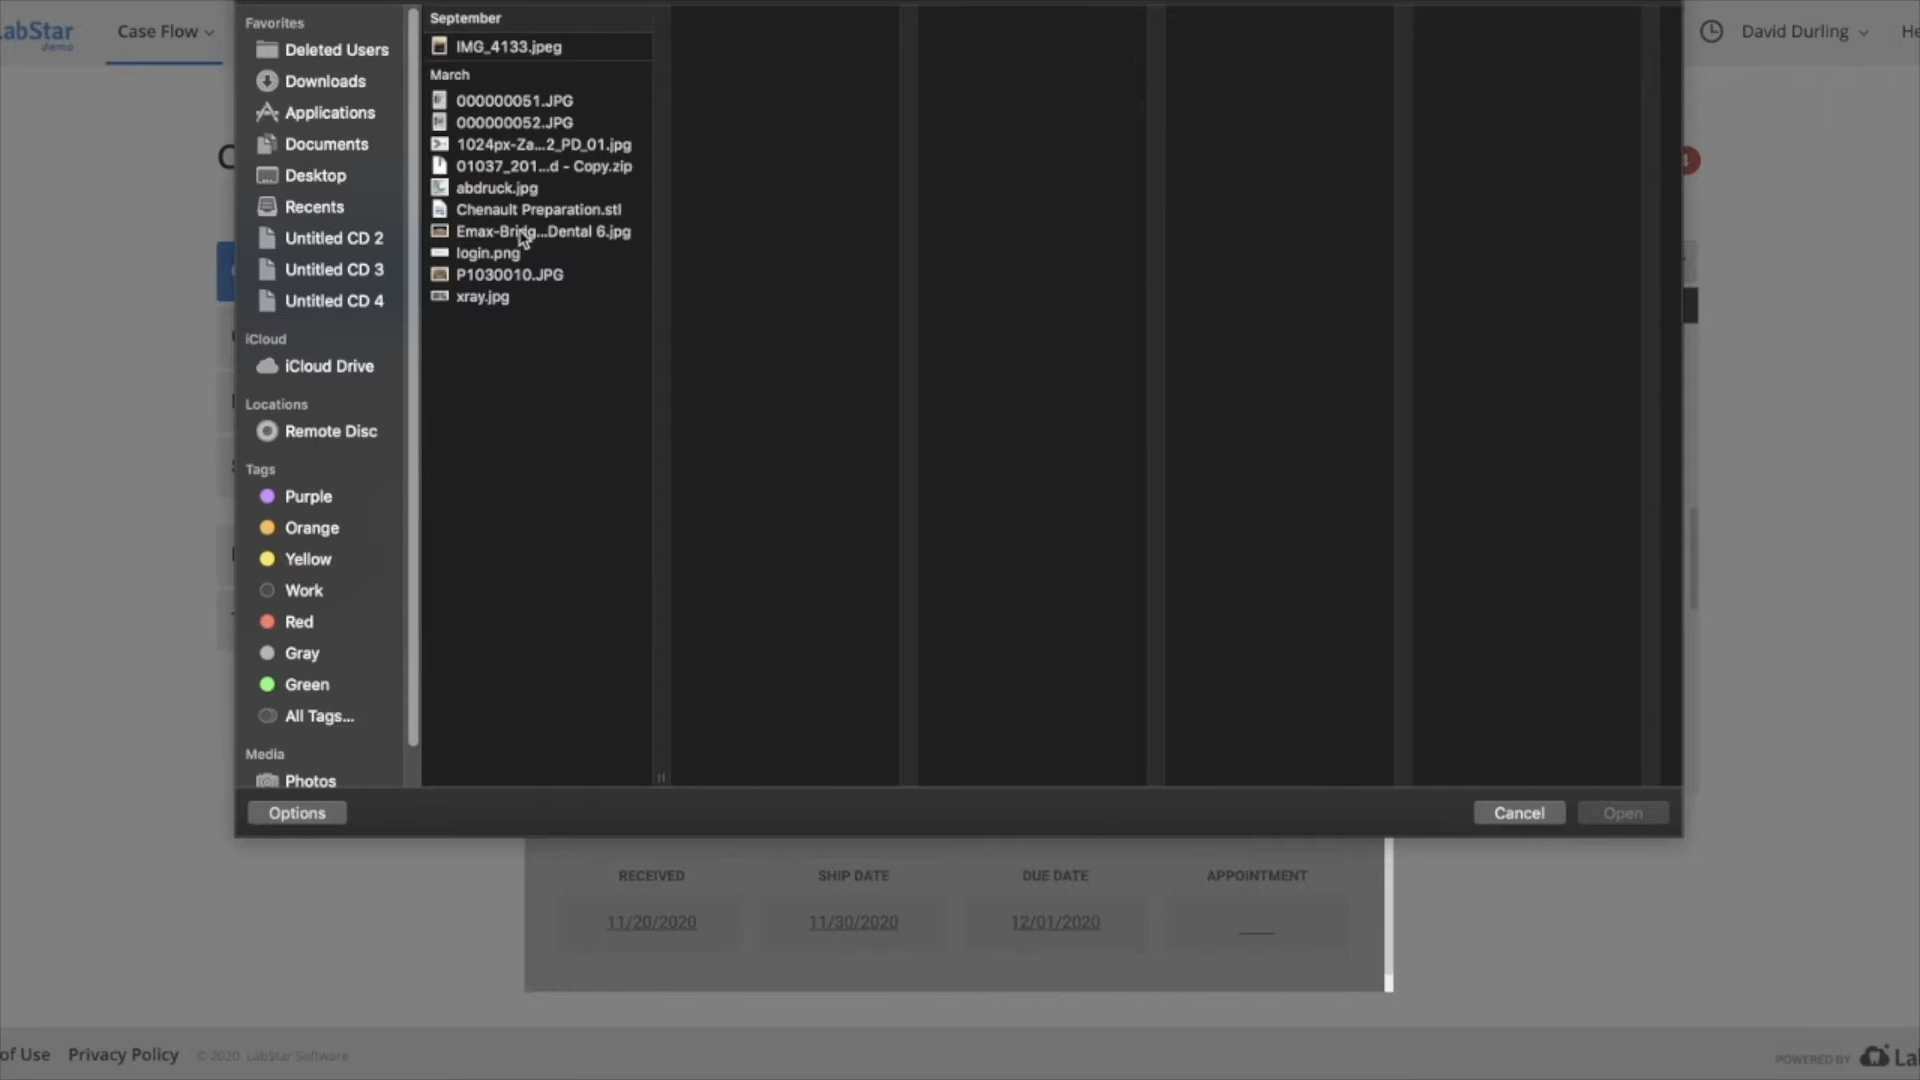 LabStar
demo
Case Flow
David Durling
Favorites
Deleted Users
Downloads
Applications
Documents
Desktop
Recents
Untitled CD 2
Untitled CD 3
Untitled CD 4
iCloud
iCloud Drive
Locations
Remote Disc
Tags
Purple
Orange
Yellow
Work
Red
Gray
Green
All Tags...
Media
Photos
September
IMG_4133.jpeg
March
000000051.JPG
000000052.JPG
1024px-Za...2_PD_01.jpg
01037_201...d - Copy.zip
abdruck.jpg
Chenault Preparation.stl
Emax-Bridg...Dental 6.jpg
login.png
P1030010.JPG
xray.jpg
Options
Cancel
Open
RECEIVED
SHIP DATE
DUE DATE
APPOINTMENT
11/20/2020
11/30/2020
12/01/2020
of Use
Privacy Policy
© 2020 LabStar Software
POWERED BY